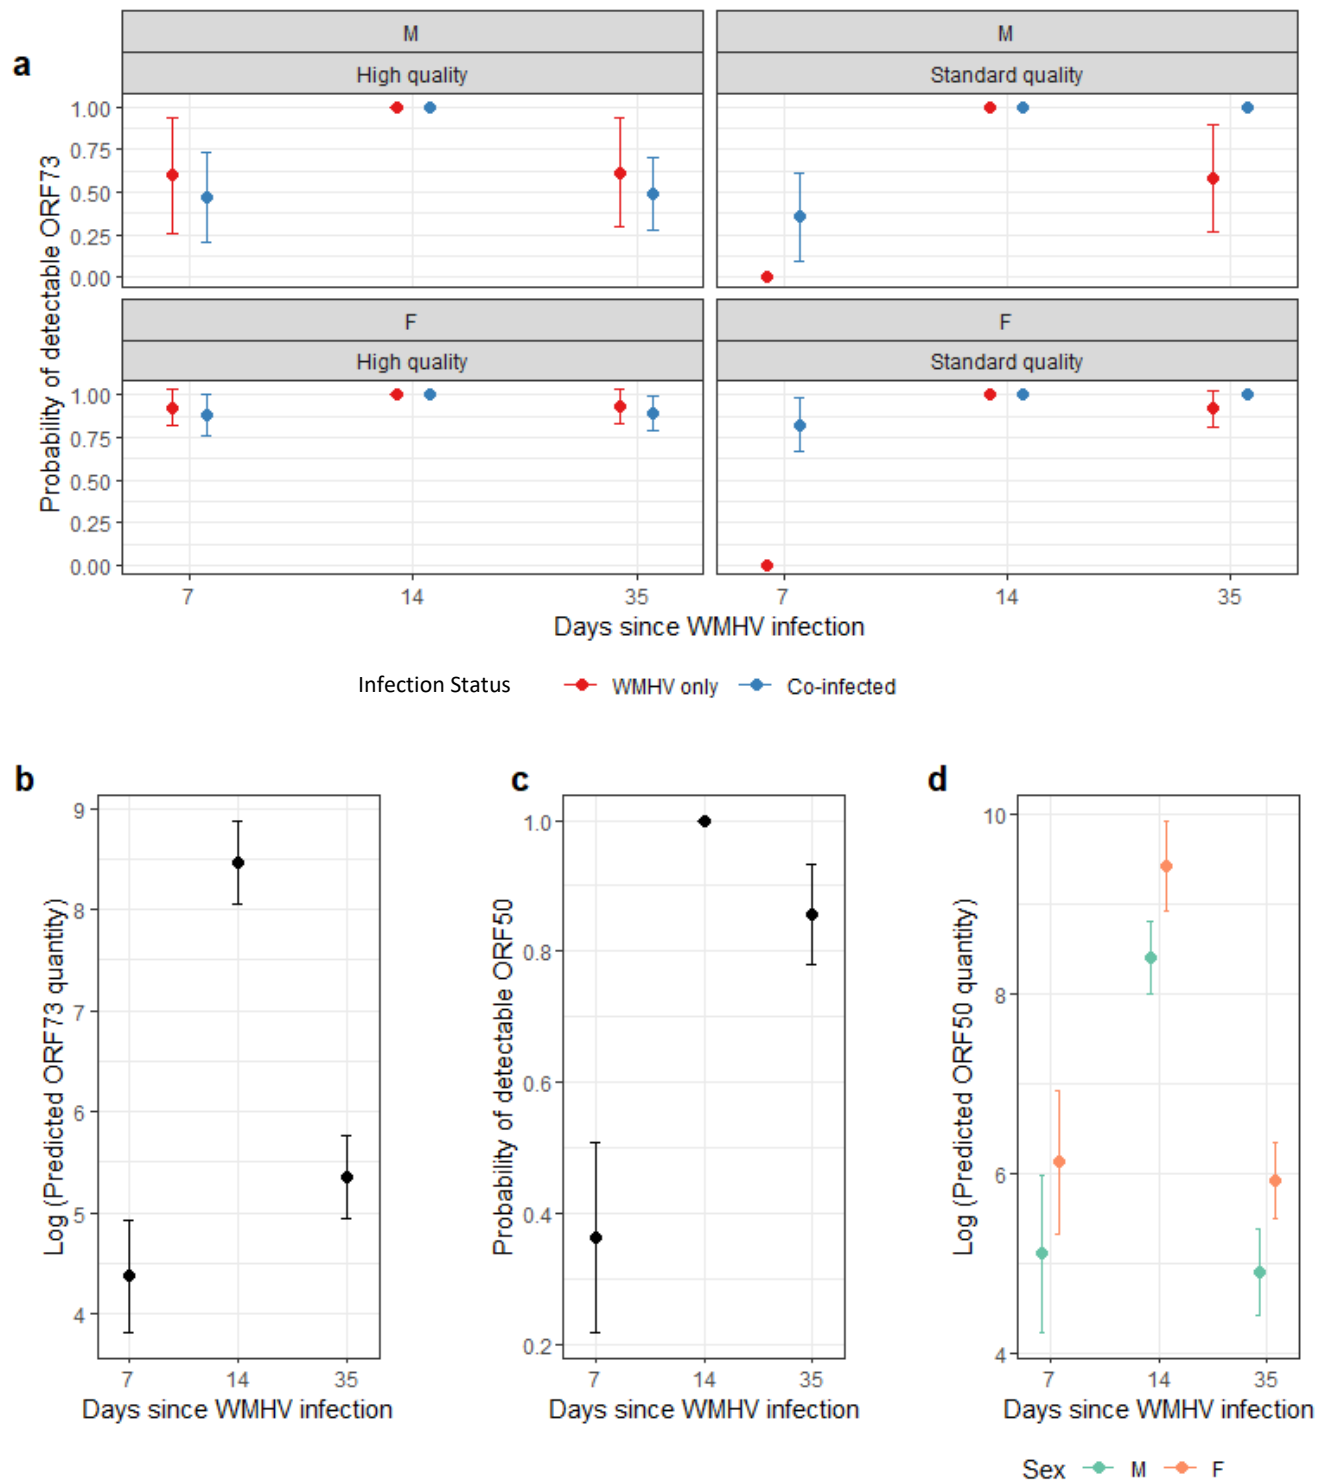 a
M
M
High quality
Standard quality
Probability of detectable ORF73
1.00
0.75
0.50
0.25
0.00
F
F
High quality
Standard quality
1.00
0.75
0.50
0.25
0.00
7
14
35
7
14
35
Days since WMHV infection
Infection Status
WMHV only
Co-infected
b
Log (Predicted ORF73 quantity)
9
8
7
6
5
4
7
14
35
Days since WMHV infection
c
Probability of detectable ORF50
1.0
0.8
0.6
0.4
0.2
7
14
35
Days since WMHV infection
d
Log (Predicted ORF50 quantity)
10
8
6
4
7
14
35
Days since WMHV infection
Sex
M
F